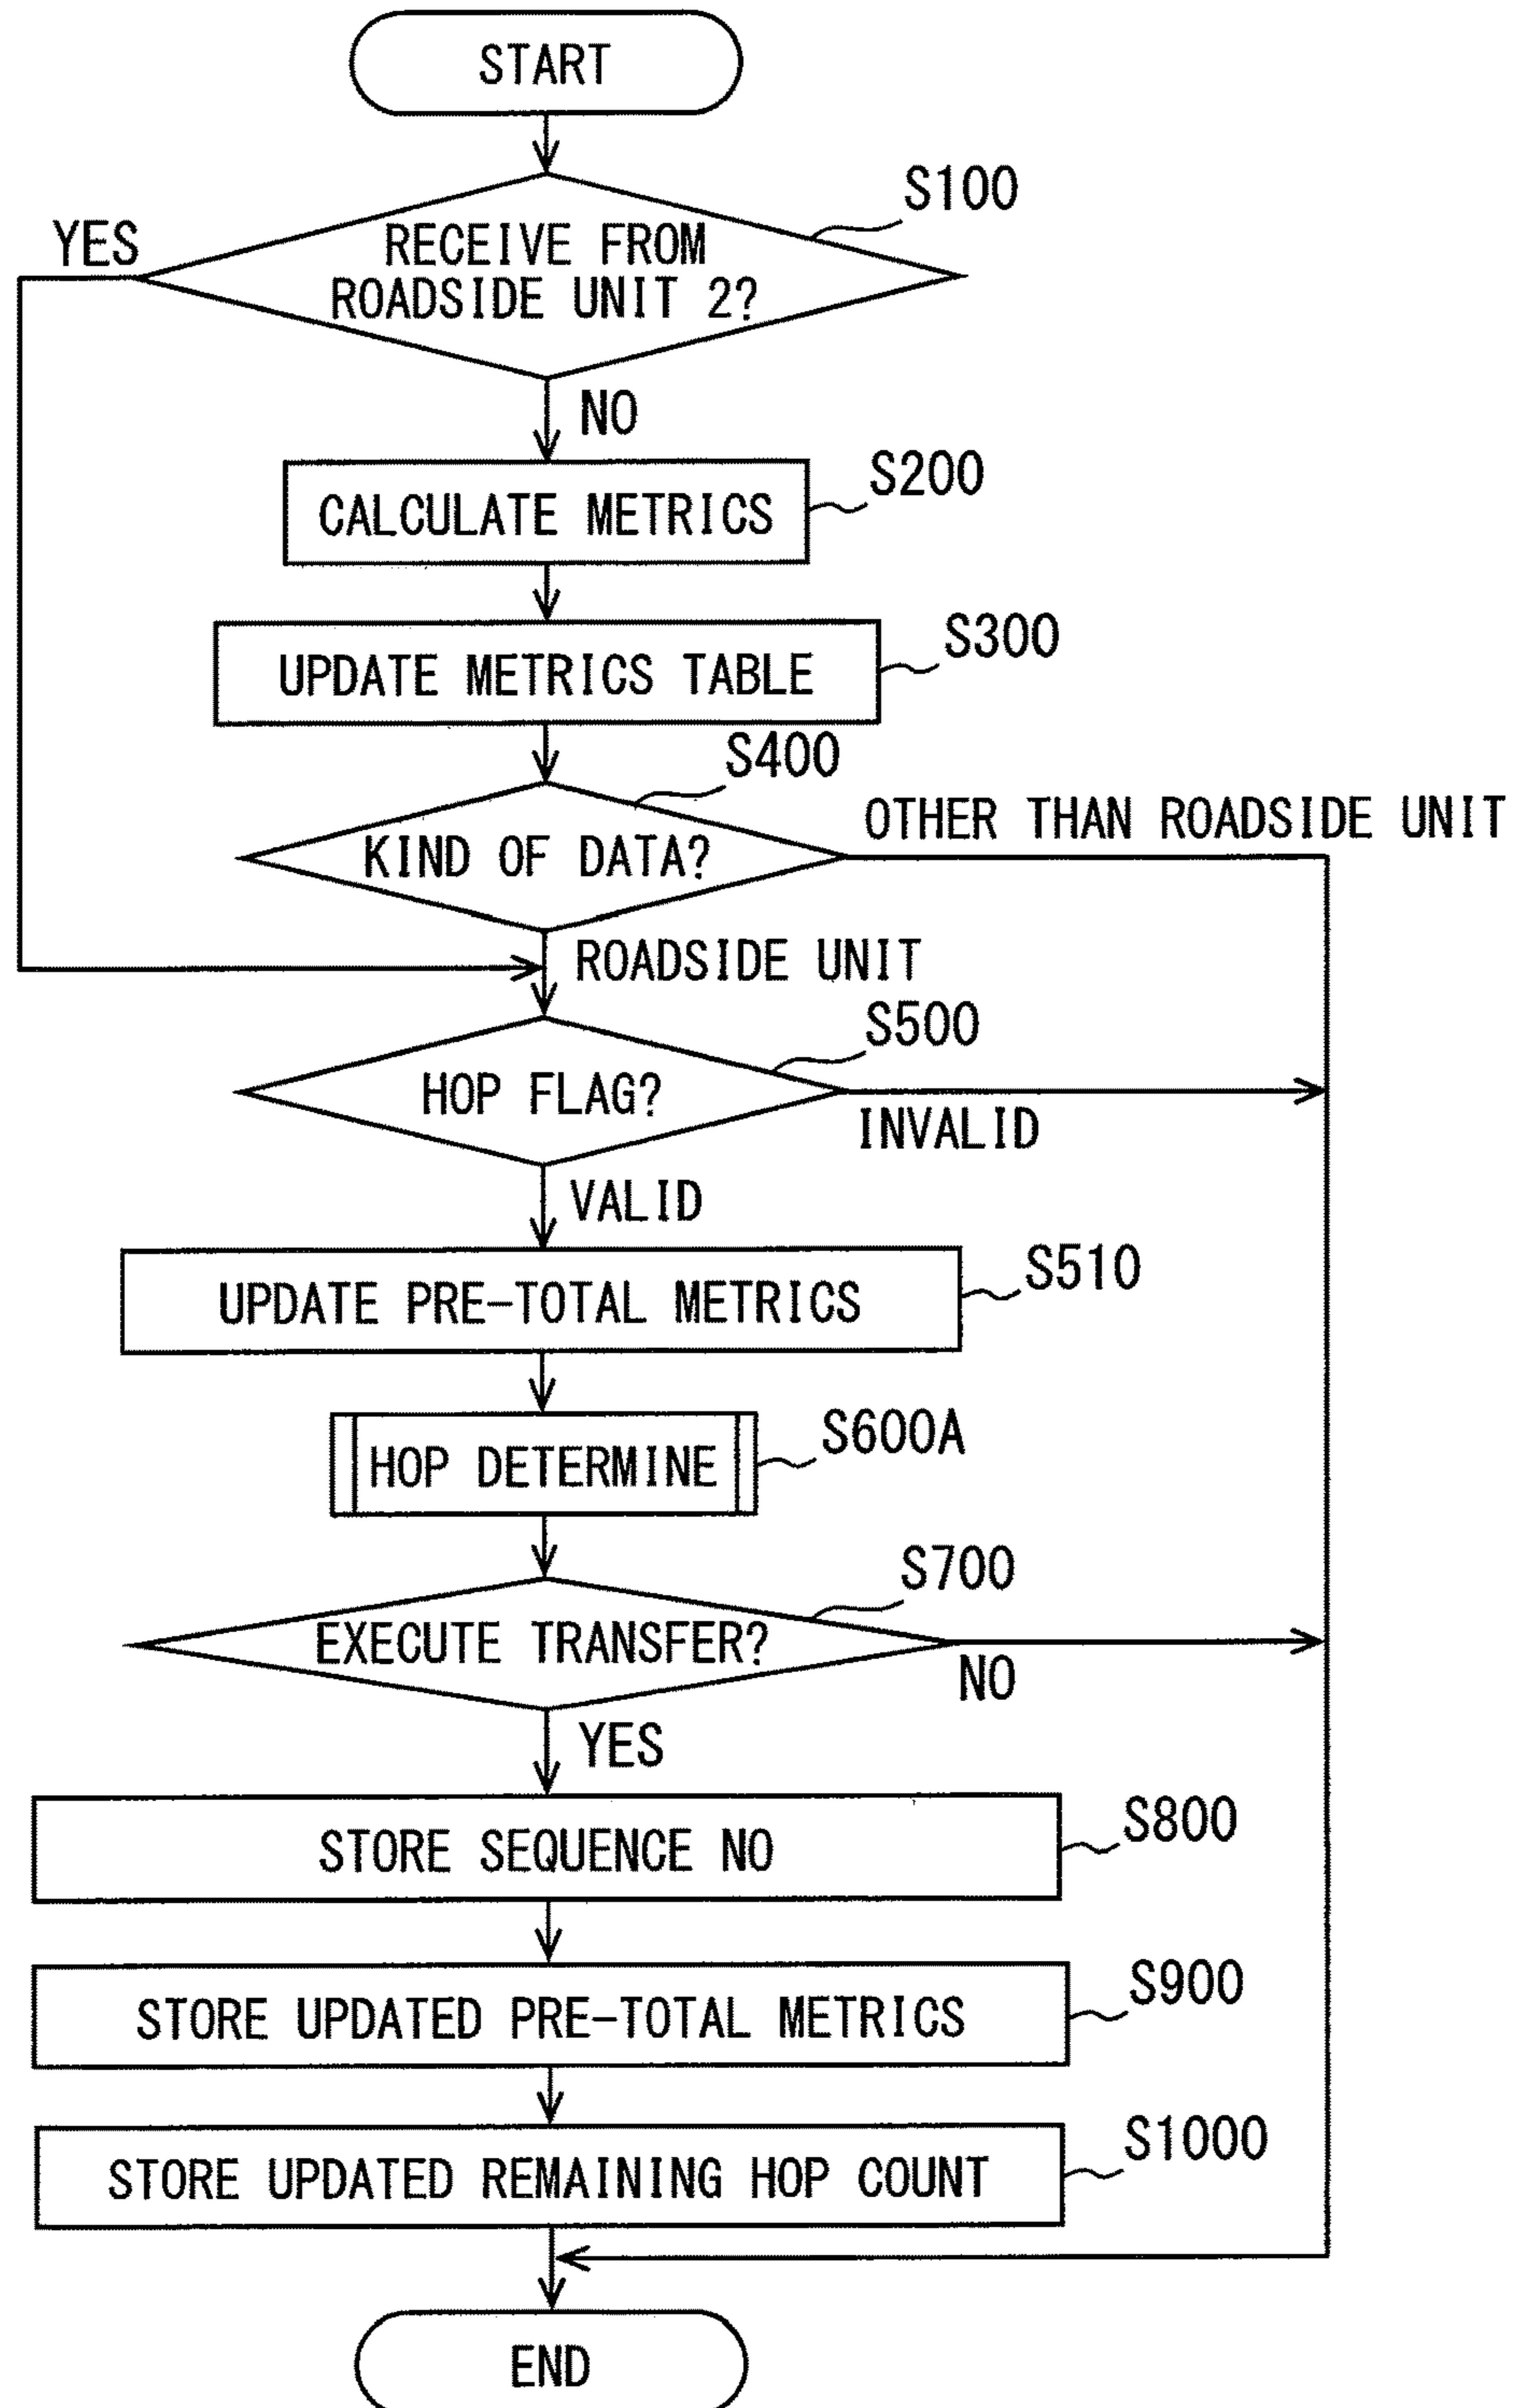 START
S100
YES
RECEIVE FROM
ROADSIDE UNIT 2?
NO
S200
CALCULATE METRICS
S300
UPDATE METRICS TABLE
S400
OTHER THAN ROADSIDE UNIT
KIND OF DATA?
ROADSIDE UNIT
S500
HOP FLAG?
INVALID
VALID
S510
UPDATE PRE-TOTAL METRICS
S600A
HOP DETERMINE
S700
EXECUTE TRANSFER?
NO
YES
S800
STORE SEQUENCE NO
S900
STORE UPDATED PRE-TOTAL METRICS
S1000
STORE UPDATED REMAINING HOP COUNT
END